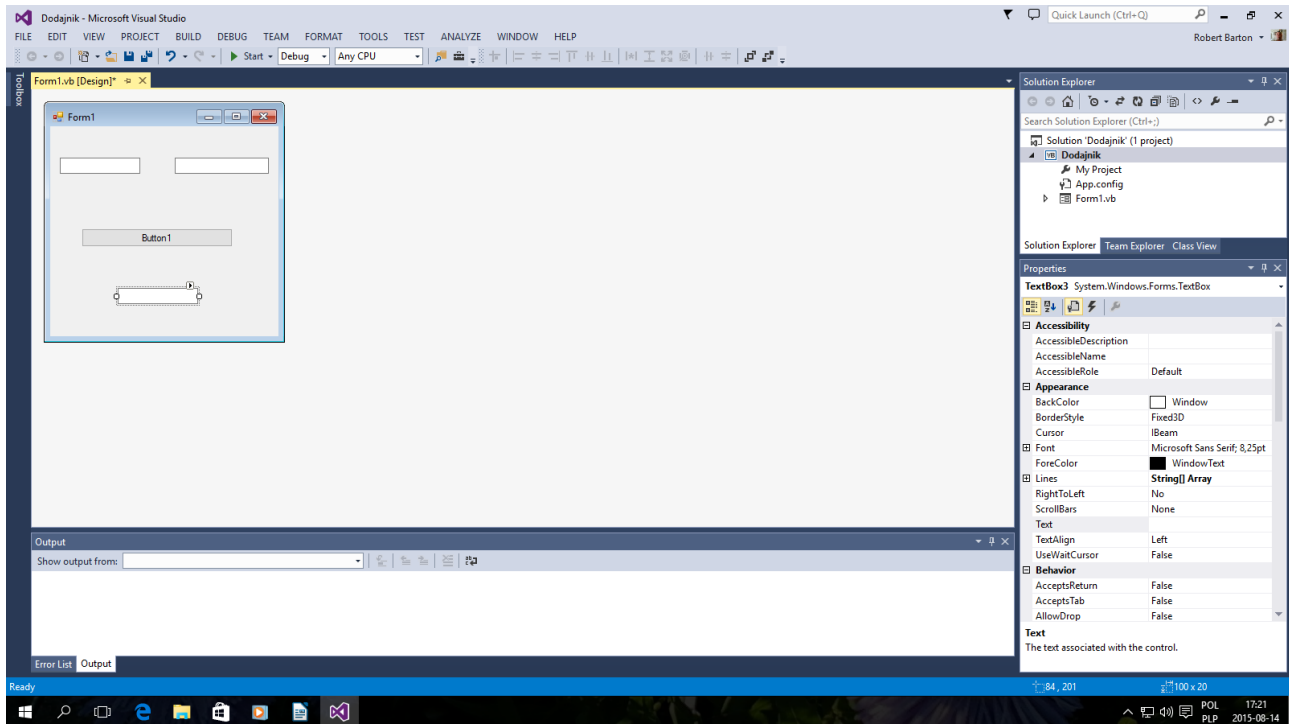 Dodajnik - Microsoft Visual Studio
Quick Launch (Ctrl+Q)
FILE EDIT VIEW PROJECT BUILD DEBUG TEAM FORMAT TOOLS TEST ANALYZE WINDOW HELP
Robert Barton
Start Debug Any CPU
Toolbox
Form1.vb [Design]*
Form1
Button1
Output
Show output from:
Error List Output
Solution Explorer
Search Solution Explorer (Ctrl+;)
Solution 'Dodajnik' (1 project)
VB Dodajnik
My Project
App.config
Form1.vb
Solution Explorer Team Explorer Class View
Properties
TextBox3 System.Windows.Forms.TextBox
Accessibility
AccessibleDescription
AccessibleName
AccessibleRole Default
Appearance
BackColor Window
BorderStyle Fixed3D
Cursor IBeam
Font Microsoft Sans Serif; 8,25pt
ForeColor WindowText
Lines String[] Array
RightToLeft No
ScrollBars None
Text
TextAlign Left
UseWaitCursor False
Behavior
AcceptsReturn False
AcceptsTab False
AllowDrop False
Text
The text associated with the control.
Ready
84 , 201 100 x 20
POL 17:21
PLP 2015-08-14